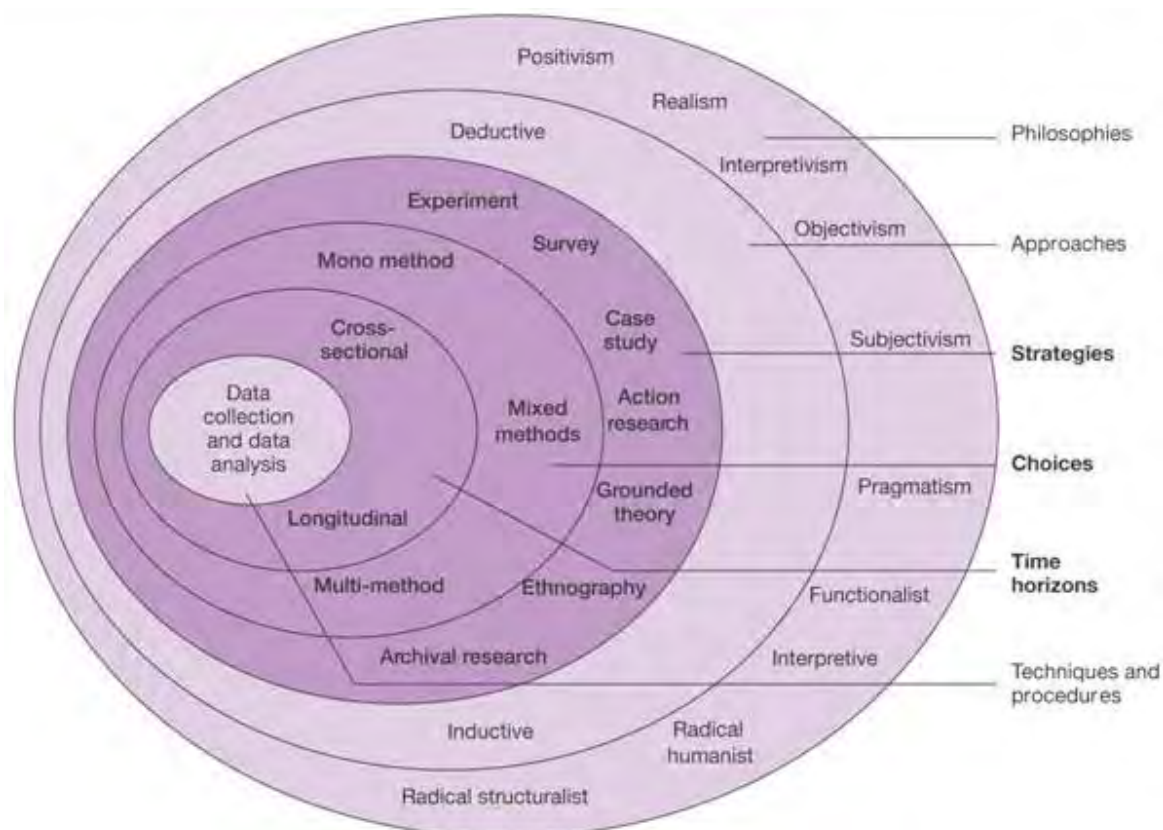 Positivism
Realism
Philosophies
Deductive
Interpretivism
Experiment
Objectivism
Approaches
Survey
Mono method
Case
study
Cross-
sectional
Subjectivism
Strategies
Data
collection
and data
analysis
Mixed
methods
Action
research
Choices
Pragmatism
Grounded
theory
Longitudinal
Time
horizons
Multi-method
Ethnography
Functionalist
Archival research
Interpretive
Techniques and
procedures
Inductive
Radical
humanist
Radical structuralist